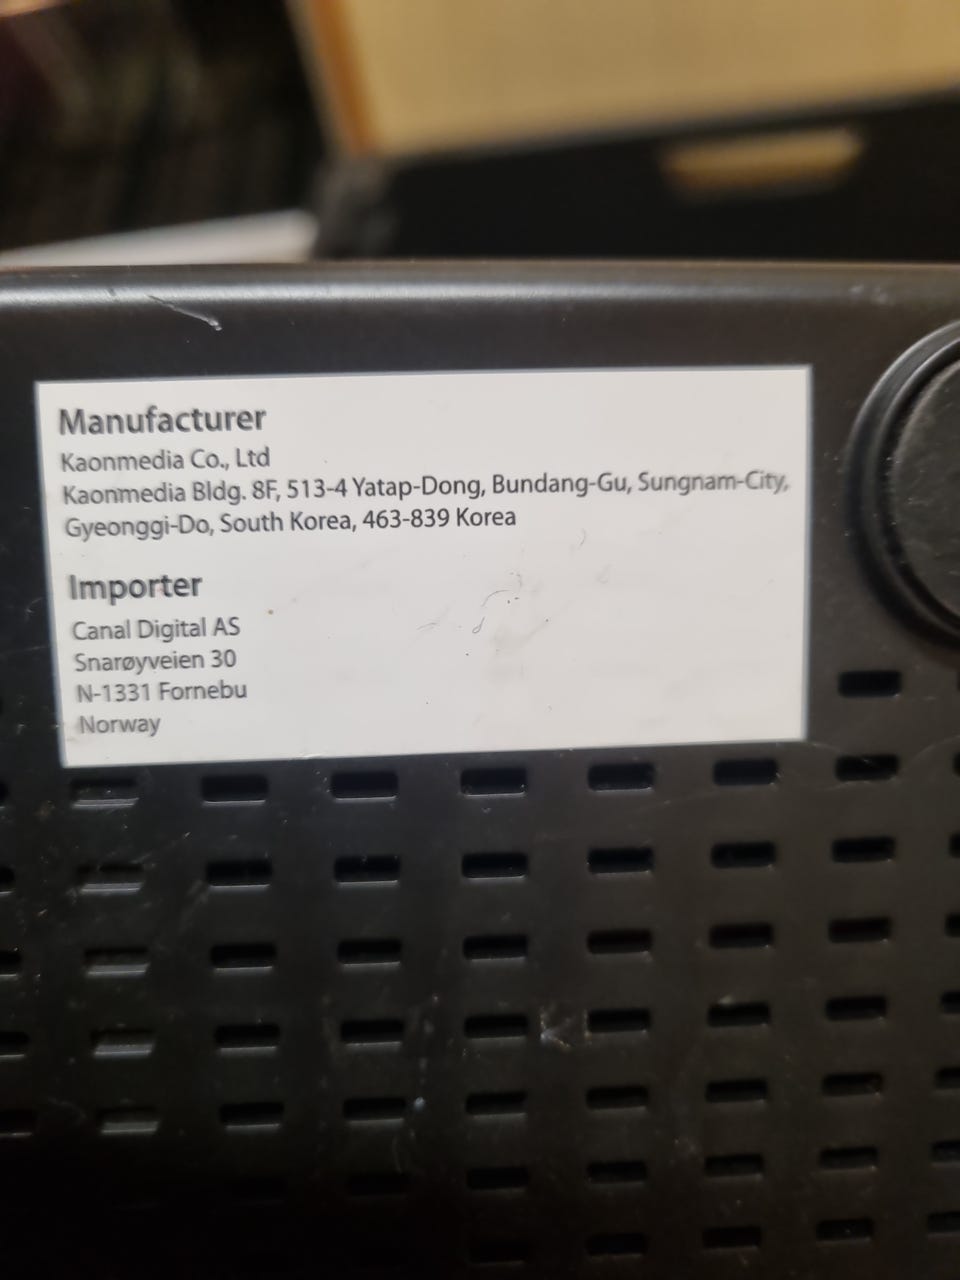 Manufacturer
Kaonmedia Co., Ltd
Kaonmedia Bldg. 8F, 513-4 Yatap-Dong, Bundang-Gu, Sungnam-City,
Gyeonggi-Do, South Korea, 463-839 Korea
Importer
Canal Digital AS
Snarøyveien 30
N-1331 Fornebu
Norway